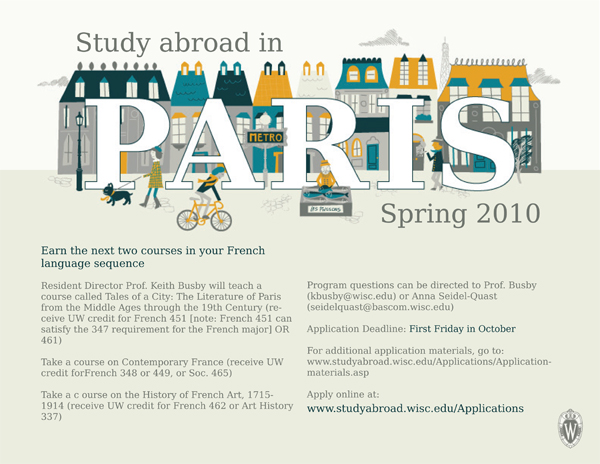 Study abroad in
PARIS
METRO
Spring 2010
Earn the next two courses in your French
language sequence
Resident Director Prof. Keith Busby will teach a
course called Tales of a City: The Literature of Paris
from the Middle Ages through the 19th Century (re-
ceive UW credit for French 451 [note: French 451 can
satisfy the 347 requirement for the French major] OR
461)
Take a course on Contemporary France (receive UW
credit forFrench 348 or 449, or Soc. 465)
Take a c ourse on the History of French Art, 1715-
1914 (receive UW credit for French 462 or Art History
337)
Program questions can be directed to Prof. Busby
(kbusby@wisc.edu) or Anna Seidel-Quast
(seidelquast@bascom.wisc.edu)
Application Deadline: First Friday in October
For additional application materials, go to:
www.studyabroad.wisc.edu/Applications/Application-
materials.asp
Apply online at:
www.studyabroad.wisc.edu/Applications
W